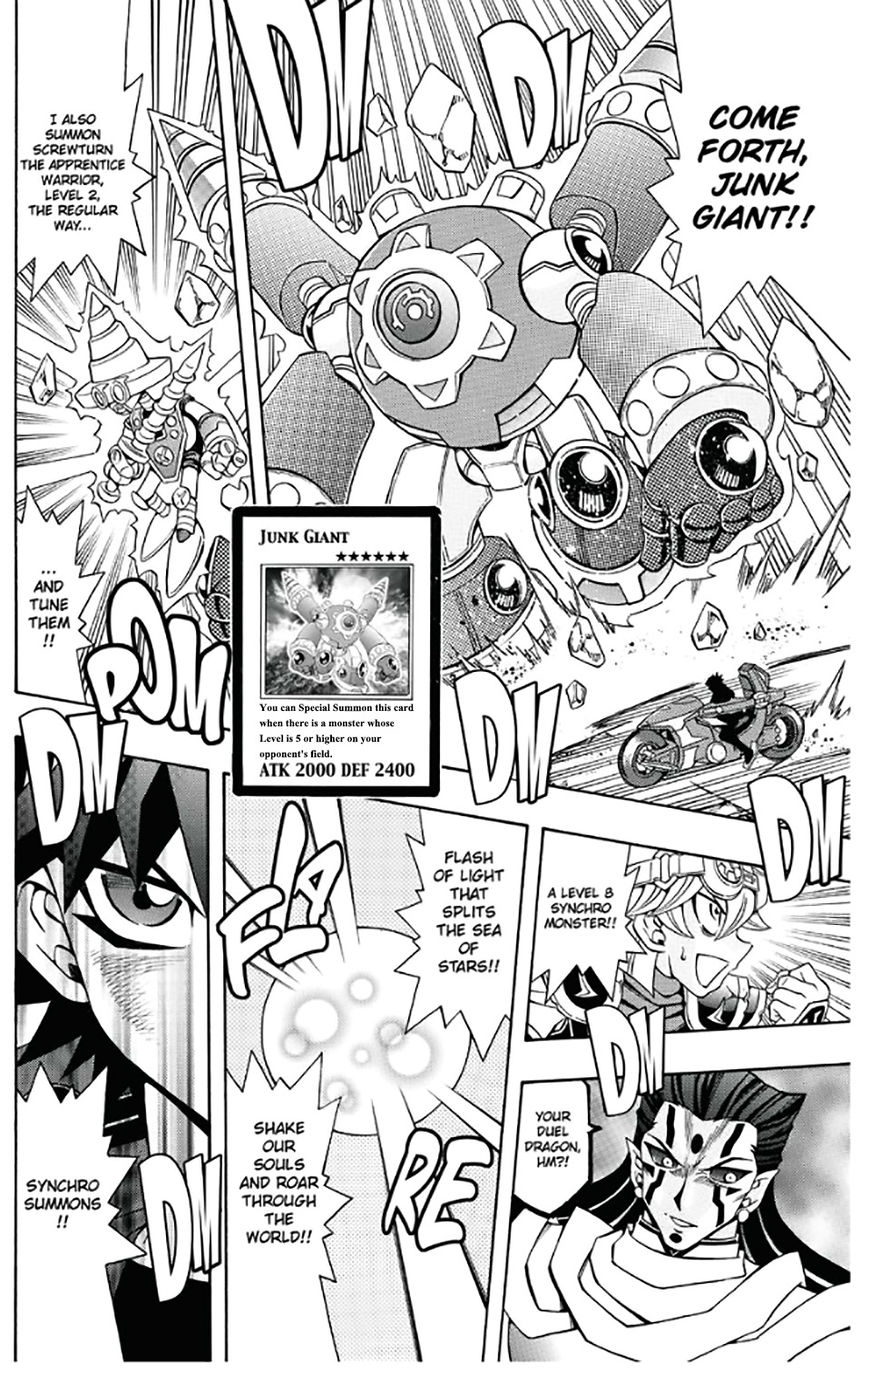 COME
FORTH,
JUNK
GIANT!!
DM
DM
I ALSO
SUMMON
SCREWTURN
THE APPRENTICE
WARRIOR,
LEVEL 2,
THE REGULAR
WAY...
...
AND
TUNE
THEM
!!
POM
JUNK GIANT
★★★★★★
You can Special Summon this card
when there is a monster whose
Level is 5 or higher on your
opponent's field.
ATK 2000 DEF 2400
DM
DM
DM
A LEVEL 8
SYNCHRO
MONSTER!!
DM
YOUR
DUEL
DRAGON,
HM?!
FLASH
OF LIGHT
THAT
SPLITS
THE SEA
OF
STARS!!
FLA
RE
SHAKE
OUR
SOULS
AND ROAR
THROUGH
THE
WORLD!!
SYNCHRO
SUMMONS
!!
DM